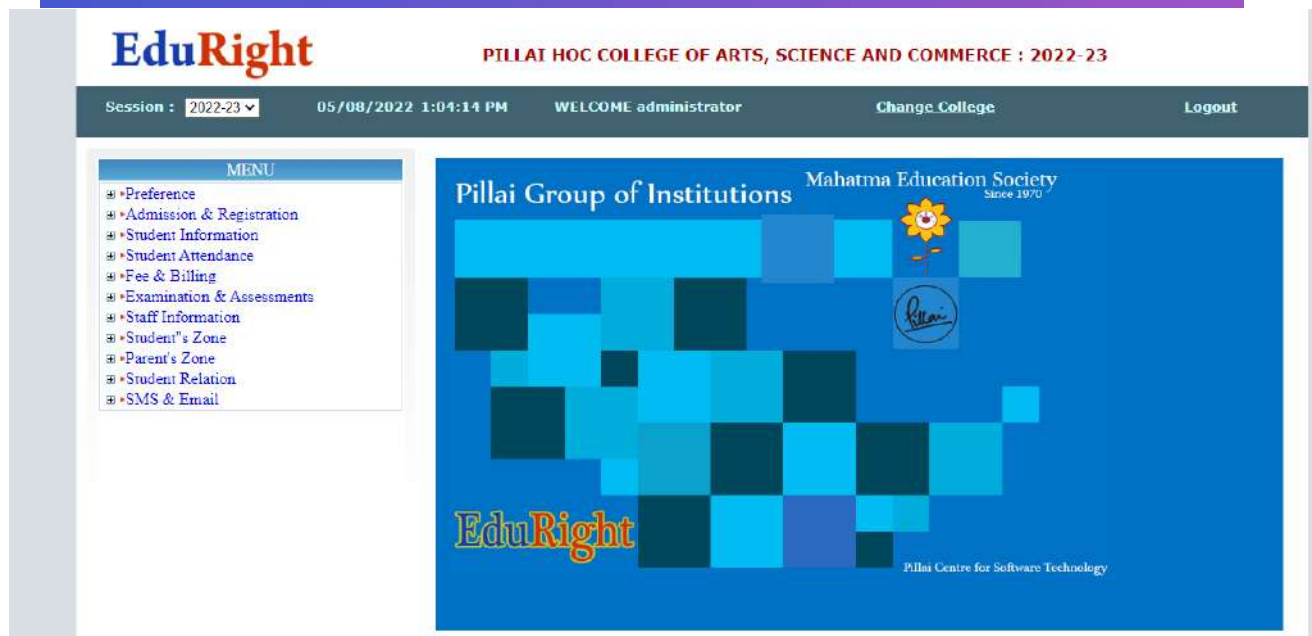 EduRight
PILLAI HOC COLLEGE OF ARTS, SCIENCE AND COMMERCE : 2022-23
Session : 2022-23 05/08/2022 1:04:14 PM WELCOME administrator Change College Logout
MENU
Preference
Admission & Registration
Student Information
Student Attendance
Fee & Billing
Examination & Assessments
Staff Information
Student"s Zone
Parent's Zone
Student Relation
SMS & Email
Pillai Group of Institutions
Mahatma Education Society
Since 1970
Pillai
EduRight
Pillai Centre for Software Technology